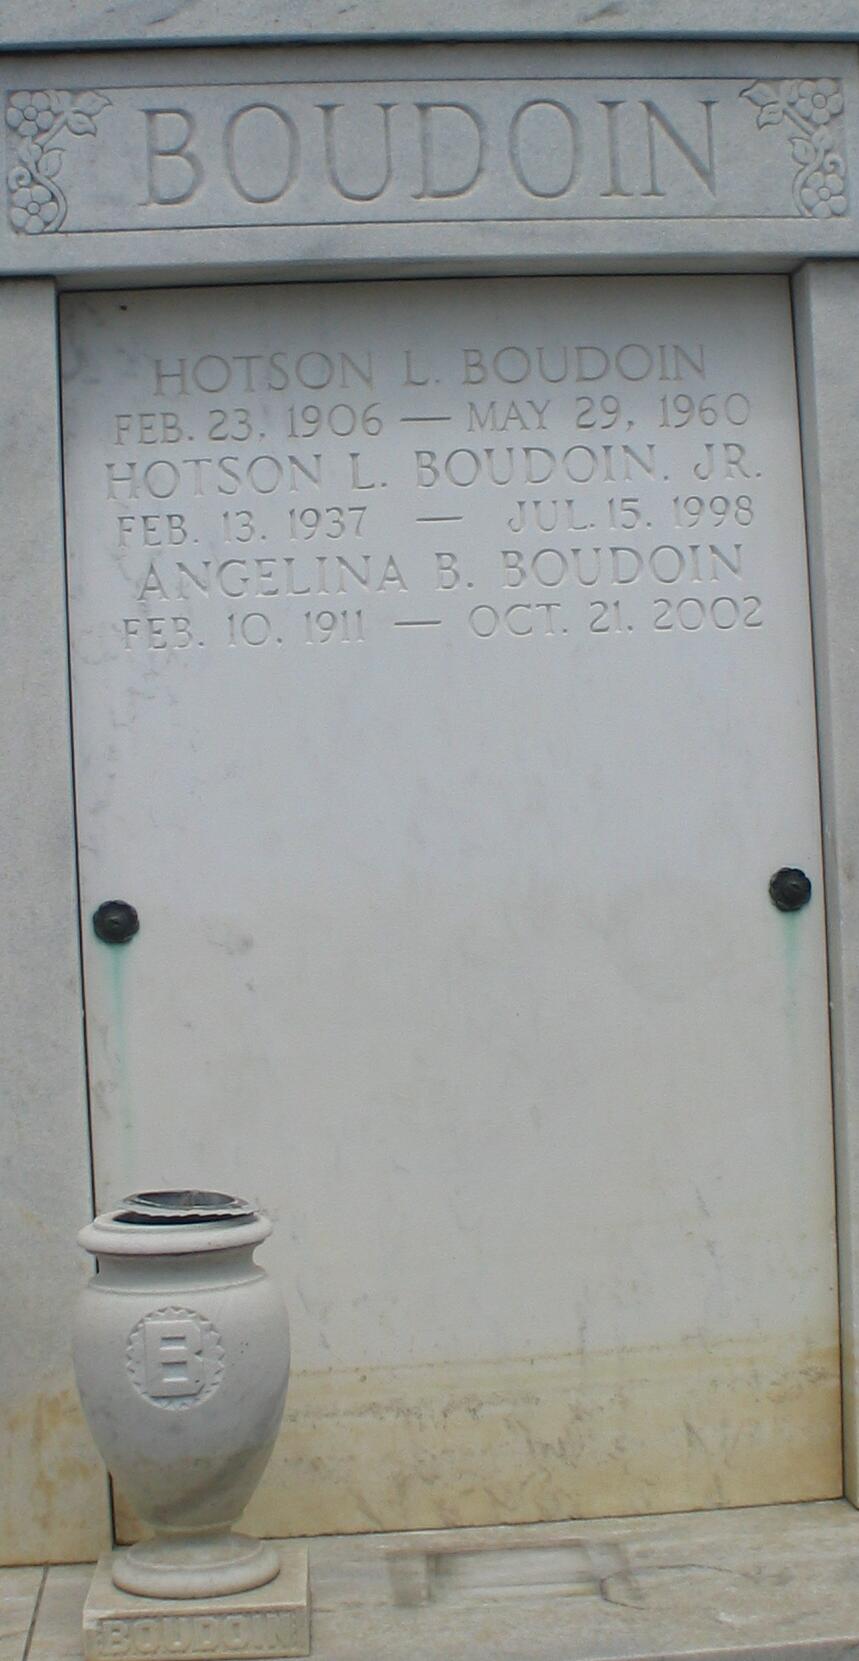 BOUDOIN
HOTSON L. BOUDOIN
FEB. 23, 1906 — MAY 29, 1960
HOTSON L. BOUDOIN. JR.
FEB. 13. 1937 — JUL. 15. 1998
ANGELINA B. BOUDOIN
FEB. 10. 1911 — OCT. 21. 2002
B
BOUDOIN